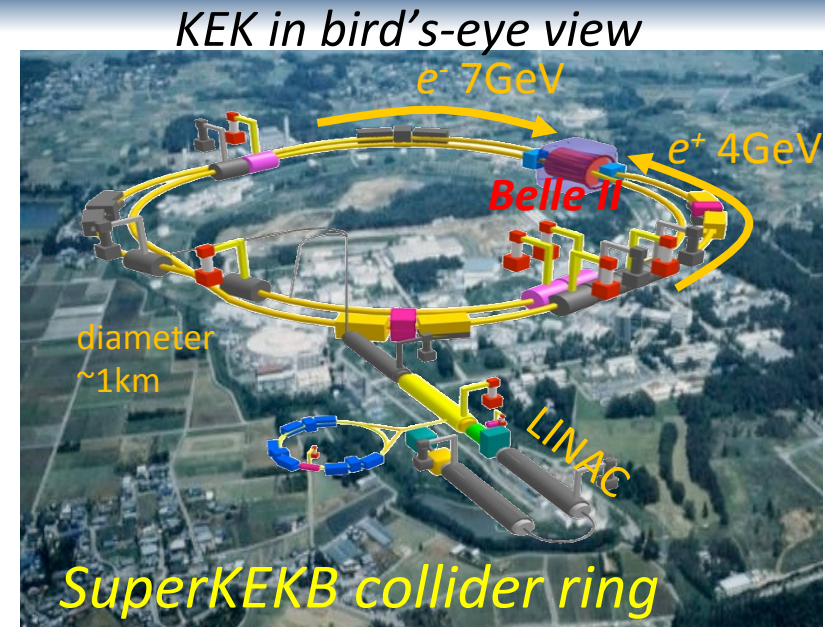 KEK in bird’s-eye view
e⁻ 7GeV
e⁺ 4GeV
Belle II
diameter
~1km
LINAC
SuperKEKB collider ring